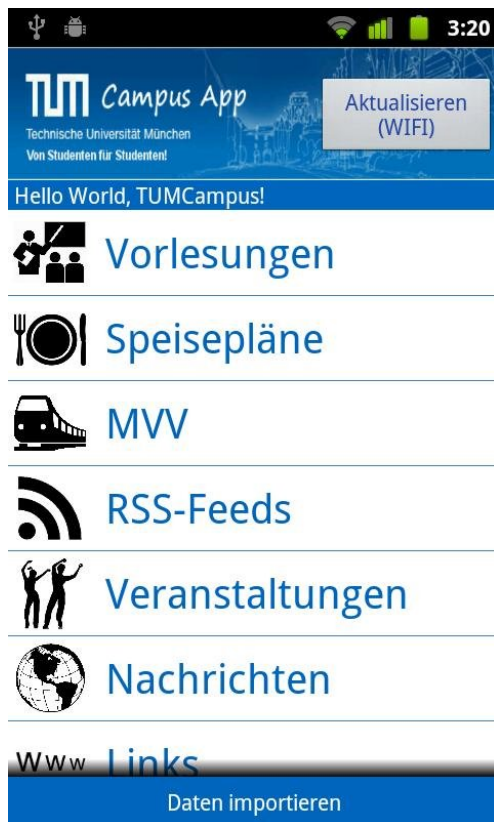 3:20
TUM Campus App
Technische Universität München
Von Studenten für Studenten!
Aktualisieren
(WIFI)
Hello World, TUMCampus!
Vorlesungen
Speisepläne
MVV
RSS-Feeds
Veranstaltungen
Nachrichten
Www Links
Daten importieren